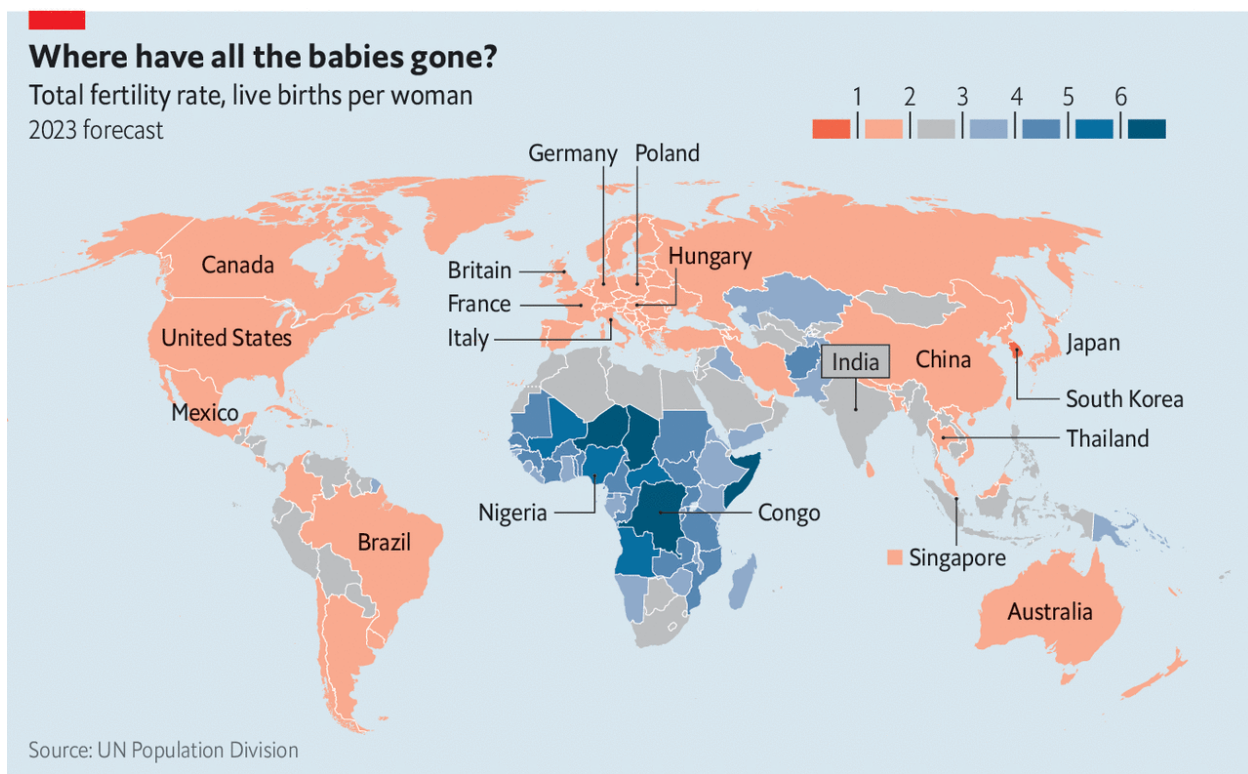 Where have all the babies gone?
Total fertility rate, live births per woman
2023 forecast
1 2 3 4 5 6
Germany Poland
Canada
Britain
Hungary
France
United States
Italy
India
China
Japan
Mexico
South Korea
Thailand
Nigeria
Congo
Brazil
Singapore
Australia
Source: UN Population Division